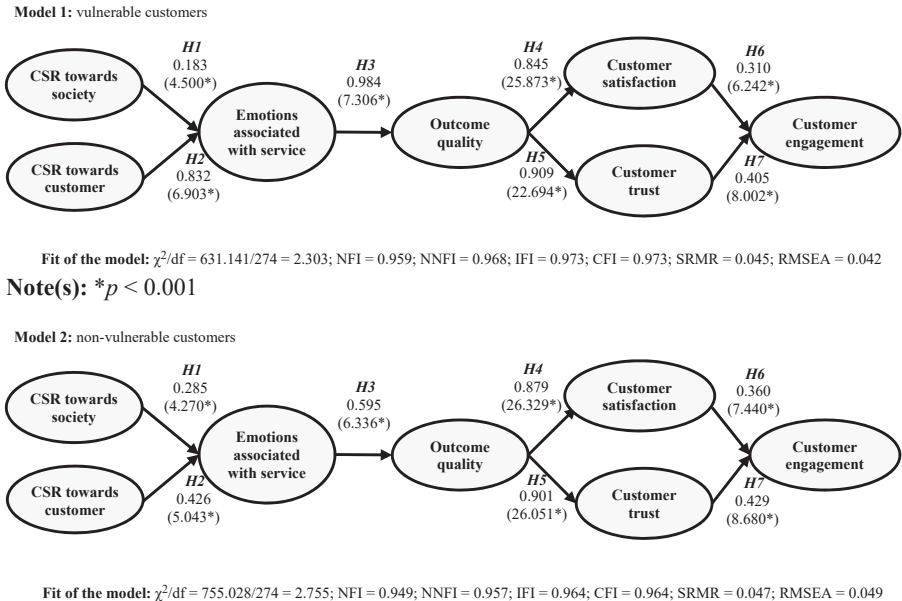 Model 1: vulnerable customers
CSR towards
society
H1
0.183
(4.500*)
CSR towards
customer
H2
0.832
(6.903*)
Emotions
associated
with service
H3
0.984
(7.306*)
Outcome
quality
H4
0.845
(25.873*)
H5
0.909
(22.694*)
Customer
satisfaction
Customer
trust
H6
0.310
(6.242*)
H7
0.405
(8.002*)
Customer
engagement
Fit of the model: χ²/df = 631.141/274 = 2.303; NFI = 0.959; NNFI = 0.968; IFI = 0.973; CFI = 0.973; SRMR = 0.045; RMSEA = 0.042
Note(s): *p < 0.001
Model 2: non-vulnerable customers
CSR towards
society
H1
0.285
(4.270*)
CSR towards
customer
H2
0.426
(5.043*)
Emotions
associated
with service
H3
0.595
(6.336*)
Outcome
quality
H4
0.879
(26.329*)
H5
0.901
(26.051*)
Customer
satisfaction
Customer
trust
H6
0.360
(7.440*)
H7
0.429
(8.680*)
Customer
engagement
Fit of the model: χ²/df = 755.028/274 = 2.755; NFI = 0.949; NNFI = 0.957; IFI = 0.964; CFI = 0.964; SRMR = 0.047; RMSEA = 0.049